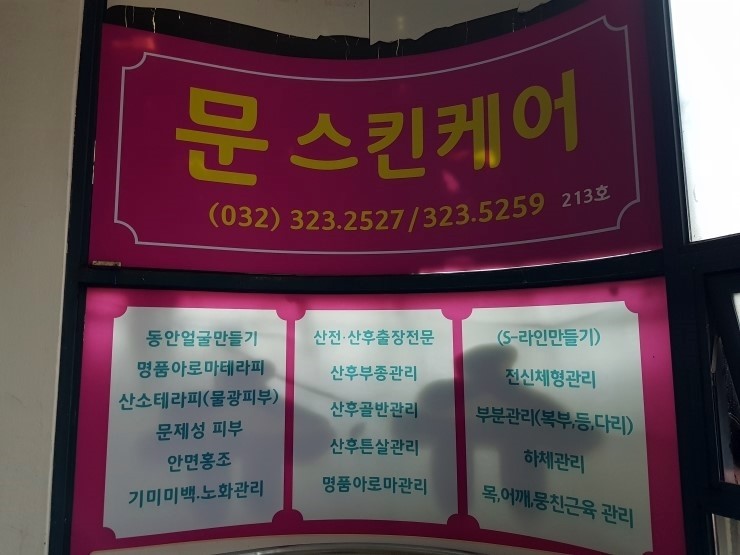 문 스킨케어
(032) 323.2527/323.5259 213호
동안얼굴만들기
명품아로마테라피
산소테라피(물광피부)
문제성 피부
안면홍조
기미미백.노화관리
산전·산후출장전문
산후부종관리
산후골반관리
산후튼살관리
명품아로마관리
(S-라인만들기)
전신체형관리
부분관리(복부,등,다리)
하체관리
목,어깨,뭉친근육 관리